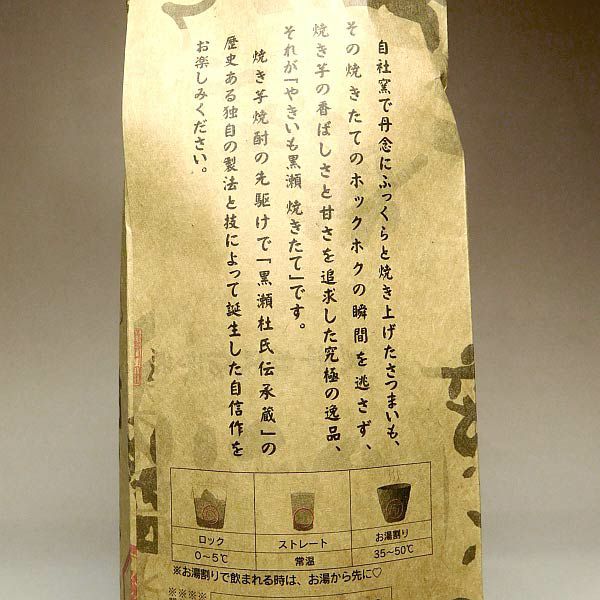 自社窯で丹念にふっくらと焼き上げたさつまいも、
その焼きたてのホックホクの瞬間を逃さず、
焼き芋の香ばしさと甘さを追求した究極の逸品、
それが「やきいも黒瀬 焼きたて」です。
焼き芋焼酎の先駆けで「黒瀬杜氏伝承蔵」の
歴史ある独自の製法と技によって誕生した自信作を
お楽しみください。
ロック ストレート お湯割り
0～5℃ 常温 35～50℃
※お湯割りで飲まれる時は、お湯から先に♡